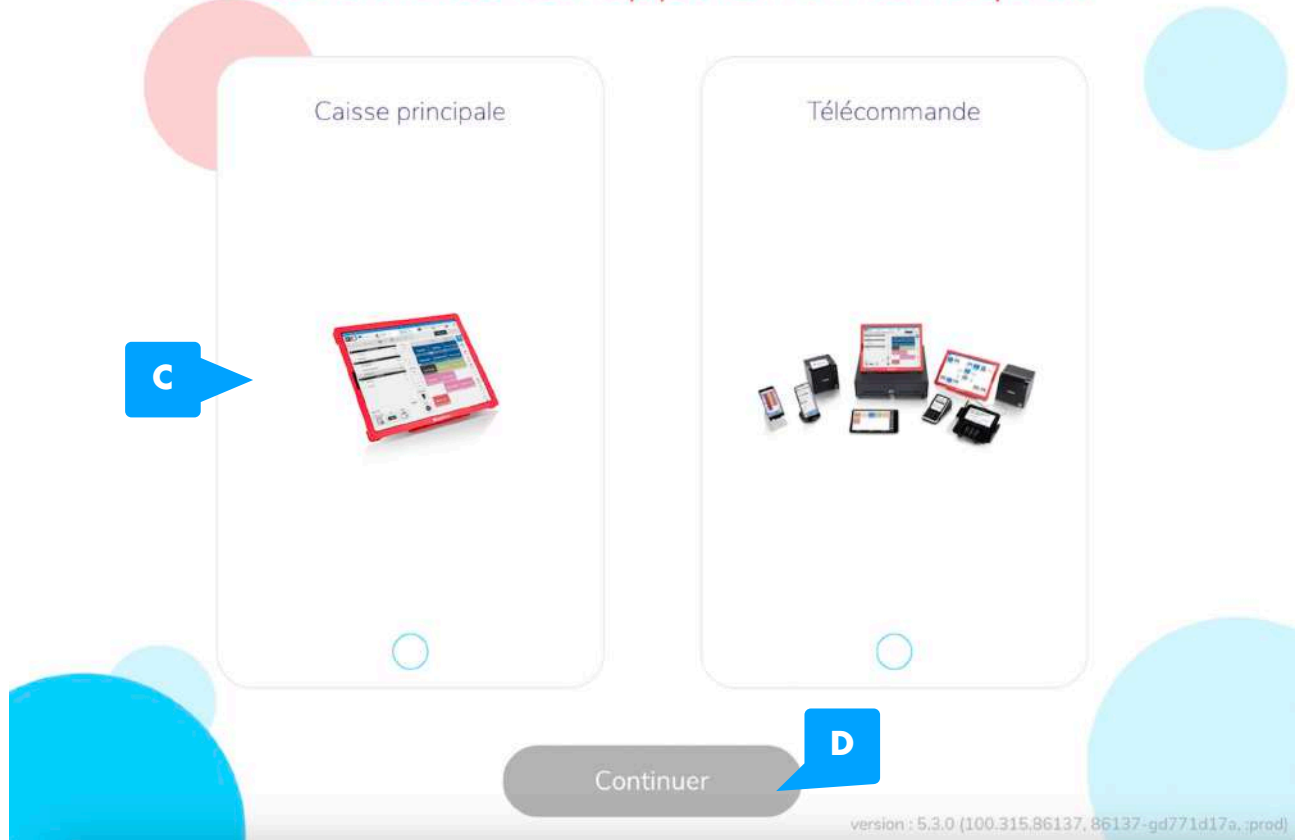 Caisse principale
Télécommande
C
D
Continuer
version : 5.3.0 (100.315.86137, 86137-gd771d17a, :prod)